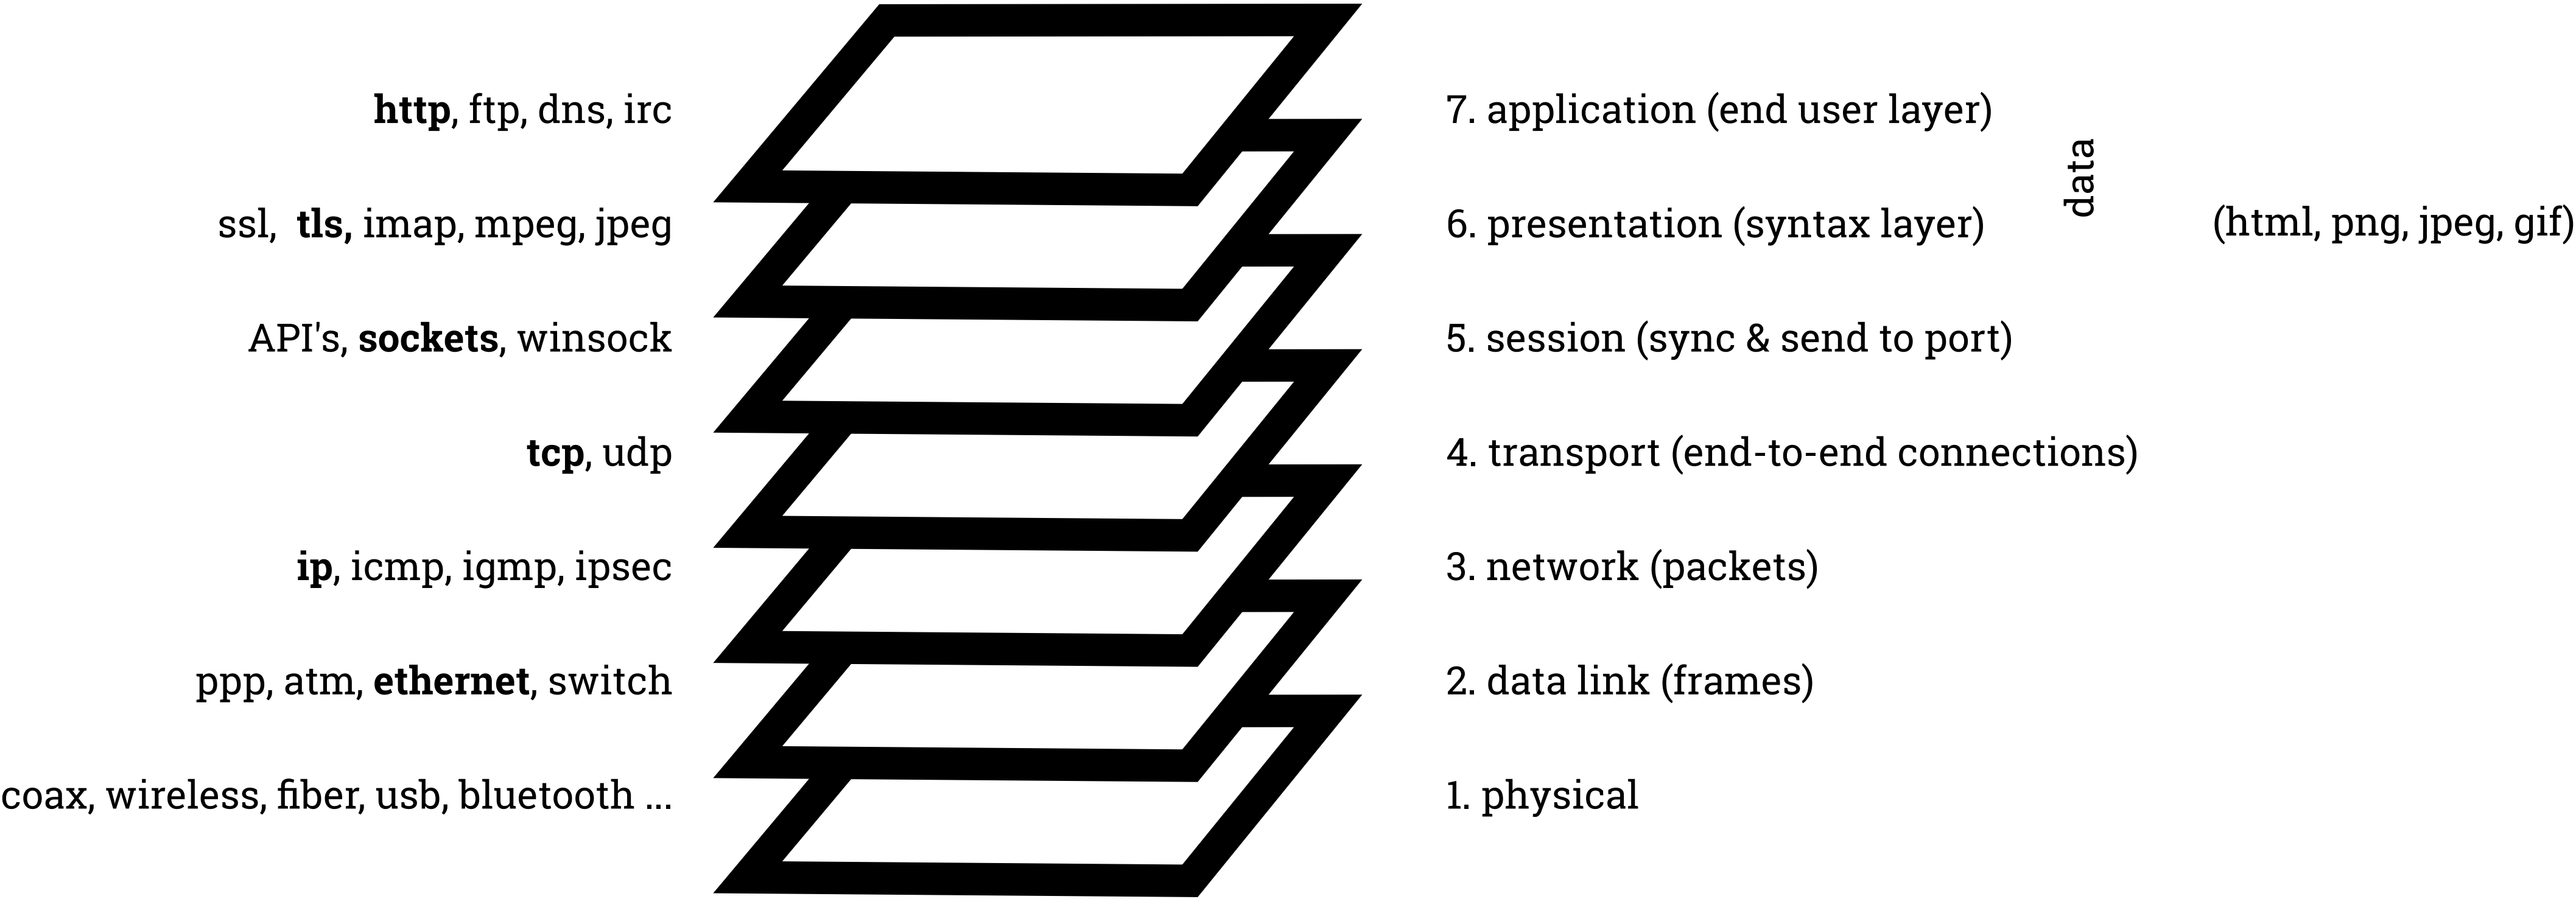 http, ftp, dns, irc
7. application (end user layer)
data
ssl, tls, imap, mpeg, jpeg
6. presentation (syntax layer)
(html, png, jpeg, gif)
API's, sockets, winsock
5. session (sync & send to port)
tcp, udp
4. transport (end-to-end connections)
ip, icmp, igmp, ipsec
3. network (packets)
ppp, atm, ethernet, switch
2. data link (frames)
coax, wireless, fiber, usb, bluetooth ...
1. physical